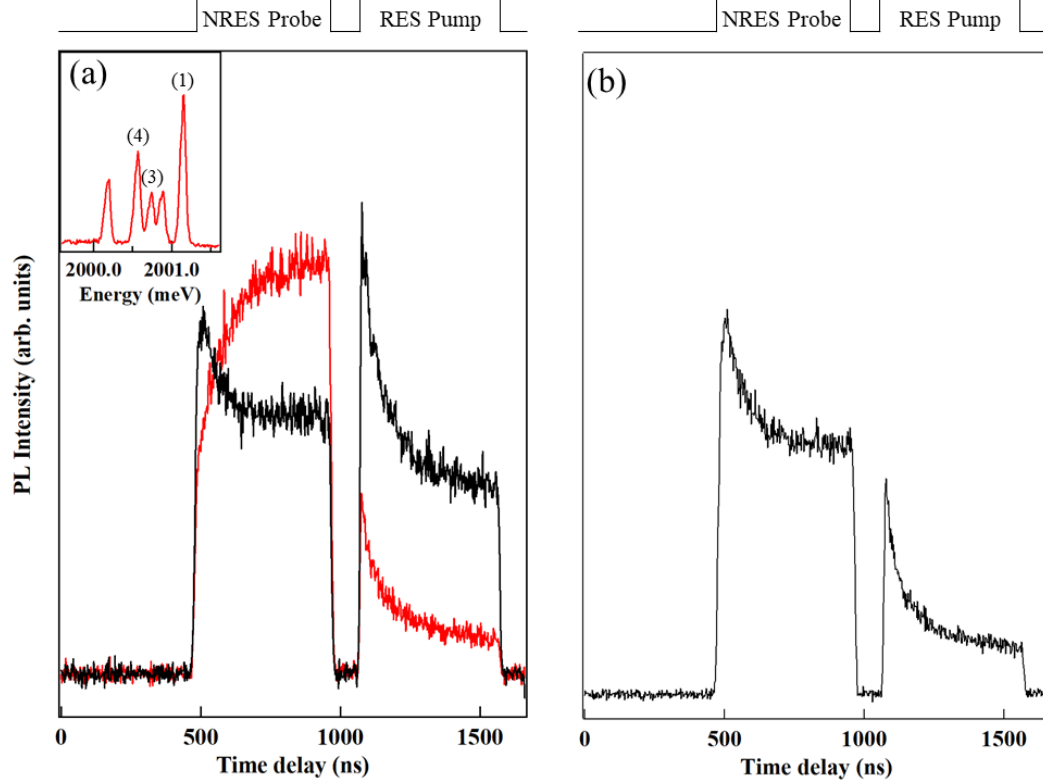 NRES Probe RES Pump
NRES Probe RES Pump
(a)
(1)
(4)
(3)
2000.0 2001.0
Energy (meV)
PL Intensity (arb. units)
0 500 1000 1500
Time delay (ns)
(b)
0 500 1000 1500
Time delay (ns)